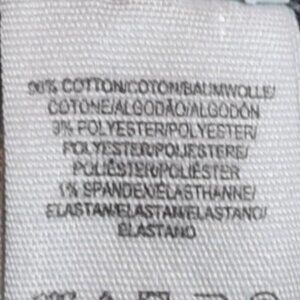 90% COTTON/COTON/BAUMWOLLE/
COTONE/ALGODÃO/ALGODÓN
9% POLYESTER/POLYESTER/
POLYESTER/POLIESTERE/
POLIÉSTER/POLIÉSTER
1% SPANDEX/ELASTHANNE/
ELASTAN/ELASTAN/ELASTANO/
ELASTANO